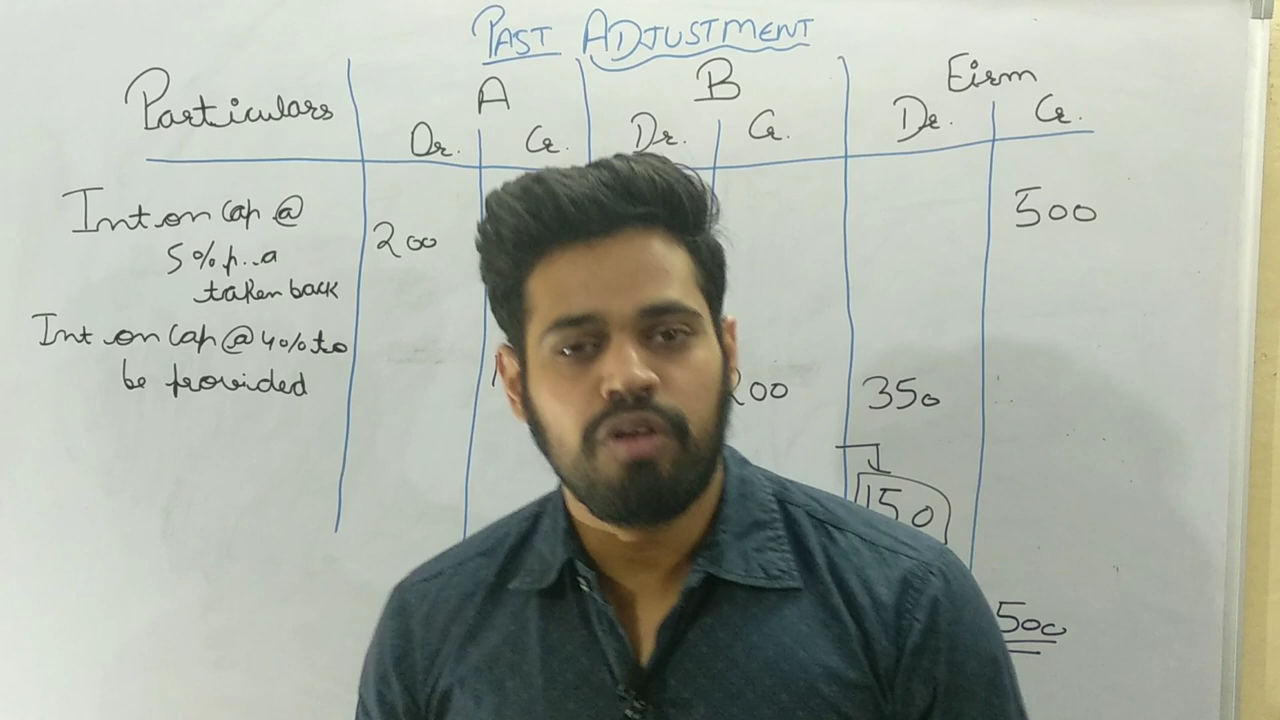 PAST ADJUSTMENT
Particulars A B Firm
Dr. Cr. Dr. Cr. Dr. Cr.
Int on Cap @ 200 500
5% p.a
taken back
Int on Cap @ 4% to
be provided 200 350
150
500